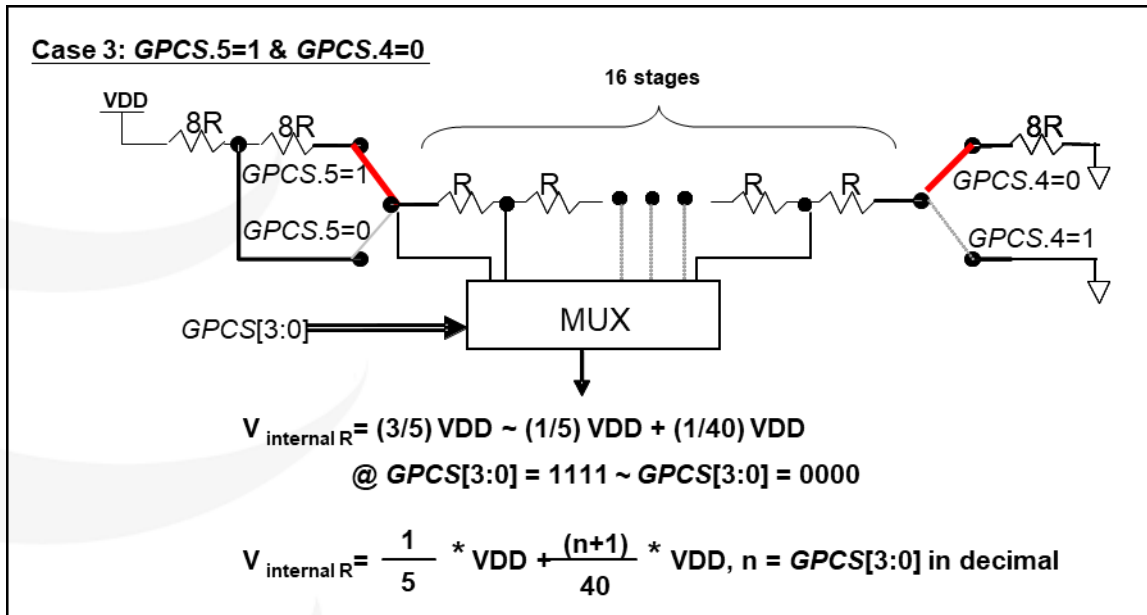 Case 3: GPCS.5=1 & GPCS.4=0
16 stages
VDD
8R
8R
8R
GPCS.5=1
R
R
R
R
GPCS.4=0
GPCS.5=0
GPCS.4=1
MUX
GPCS[3:0]
V internal R= (3/5) VDD ~ (1/5) VDD + (1/40) VDD
@ GPCS[3:0] = 1111 ~ GPCS[3:0] = 0000
V internal R= 1/5 * VDD + (n+1)/40 * VDD, n = GPCS[3:0] in decimal